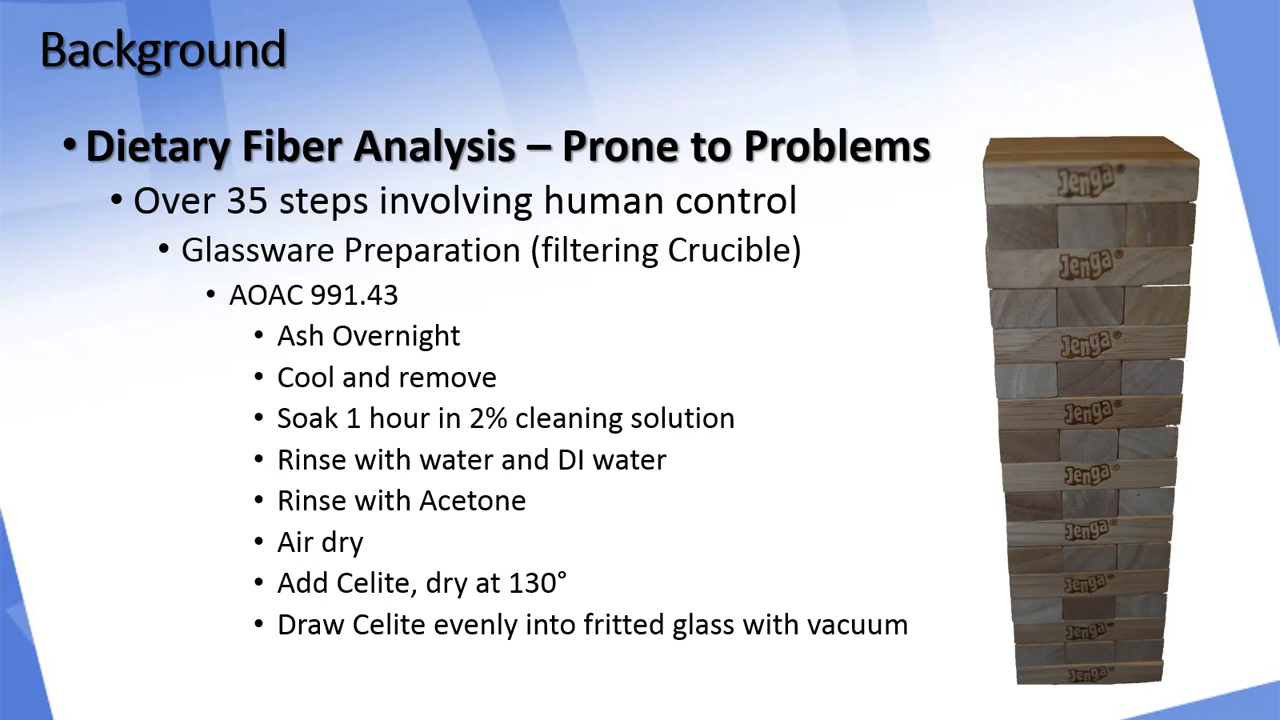 Background
• Dietary Fiber Analysis – Prone to Problems
• Over 35 steps involving human control
• Glassware Preparation (filtering Crucible)
• AOAC 991.43
• Ash Overnight
• Cool and remove
• Soak 1 hour in 2% cleaning solution
• Rinse with water and DI water
• Rinse with Acetone
• Air dry
• Add Celite, dry at 130°
• Draw Celite evenly into fritted glass with vacuum
Jenga®
Jenga®
Jenga®
Jenga®
Jenga®
Jenga®
Jenga®
Jenga®
Jenga®